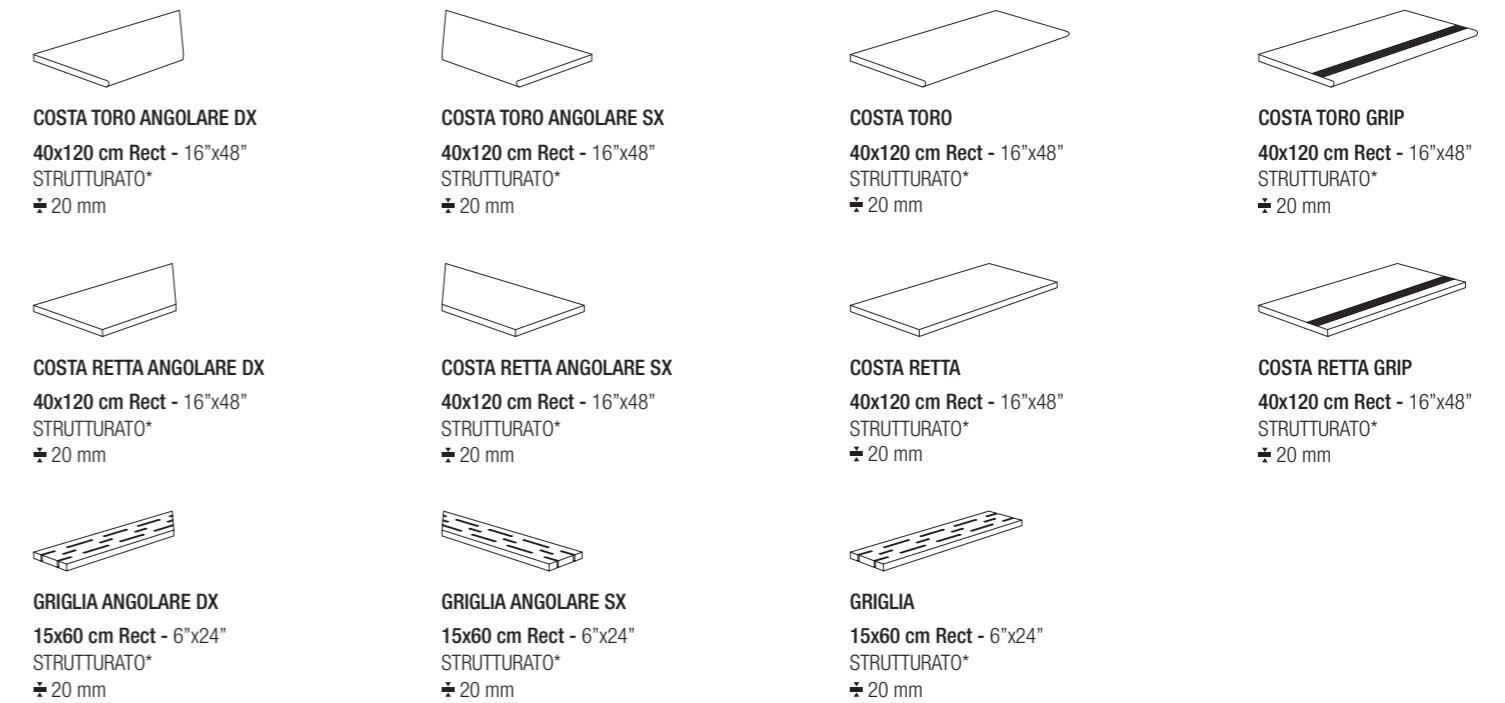 COSTA TORO ANGOLARE DX
40x120 cm Rect - 16”x48”
STRUTTURATO*
20 mm
COSTA TORO ANGOLARE SX
40x120 cm Rect - 16”x48”
STRUTTURATO*
20 mm
COSTA TORO
40x120 cm Rect - 16”x48”
STRUTTURATO*
20 mm
COSTA TORO GRIP
40x120 cm Rect - 16”x48”
STRUTTURATO*
20 mm
COSTA RETTA ANGOLARE DX
40x120 cm Rect - 16”x48”
STRUTTURATO*
20 mm
COSTA RETTA ANGOLARE SX
40x120 cm Rect - 16”x48”
STRUTTURATO*
20 mm
COSTA RETTA
40x120 cm Rect - 16”x48”
STRUTTURATO*
20 mm
COSTA RETTA GRIP
40x120 cm Rect - 16”x48”
STRUTTURATO*
20 mm
GRIGLIA ANGOLARE DX
15x60 cm Rect - 6”x24”
STRUTTURATO*
20 mm
GRIGLIA ANGOLARE SX
15x60 cm Rect - 6”x24”
STRUTTURATO*
20 mm
GRIGLIA
15x60 cm Rect - 6”x24”
STRUTTURATO*
20 mm